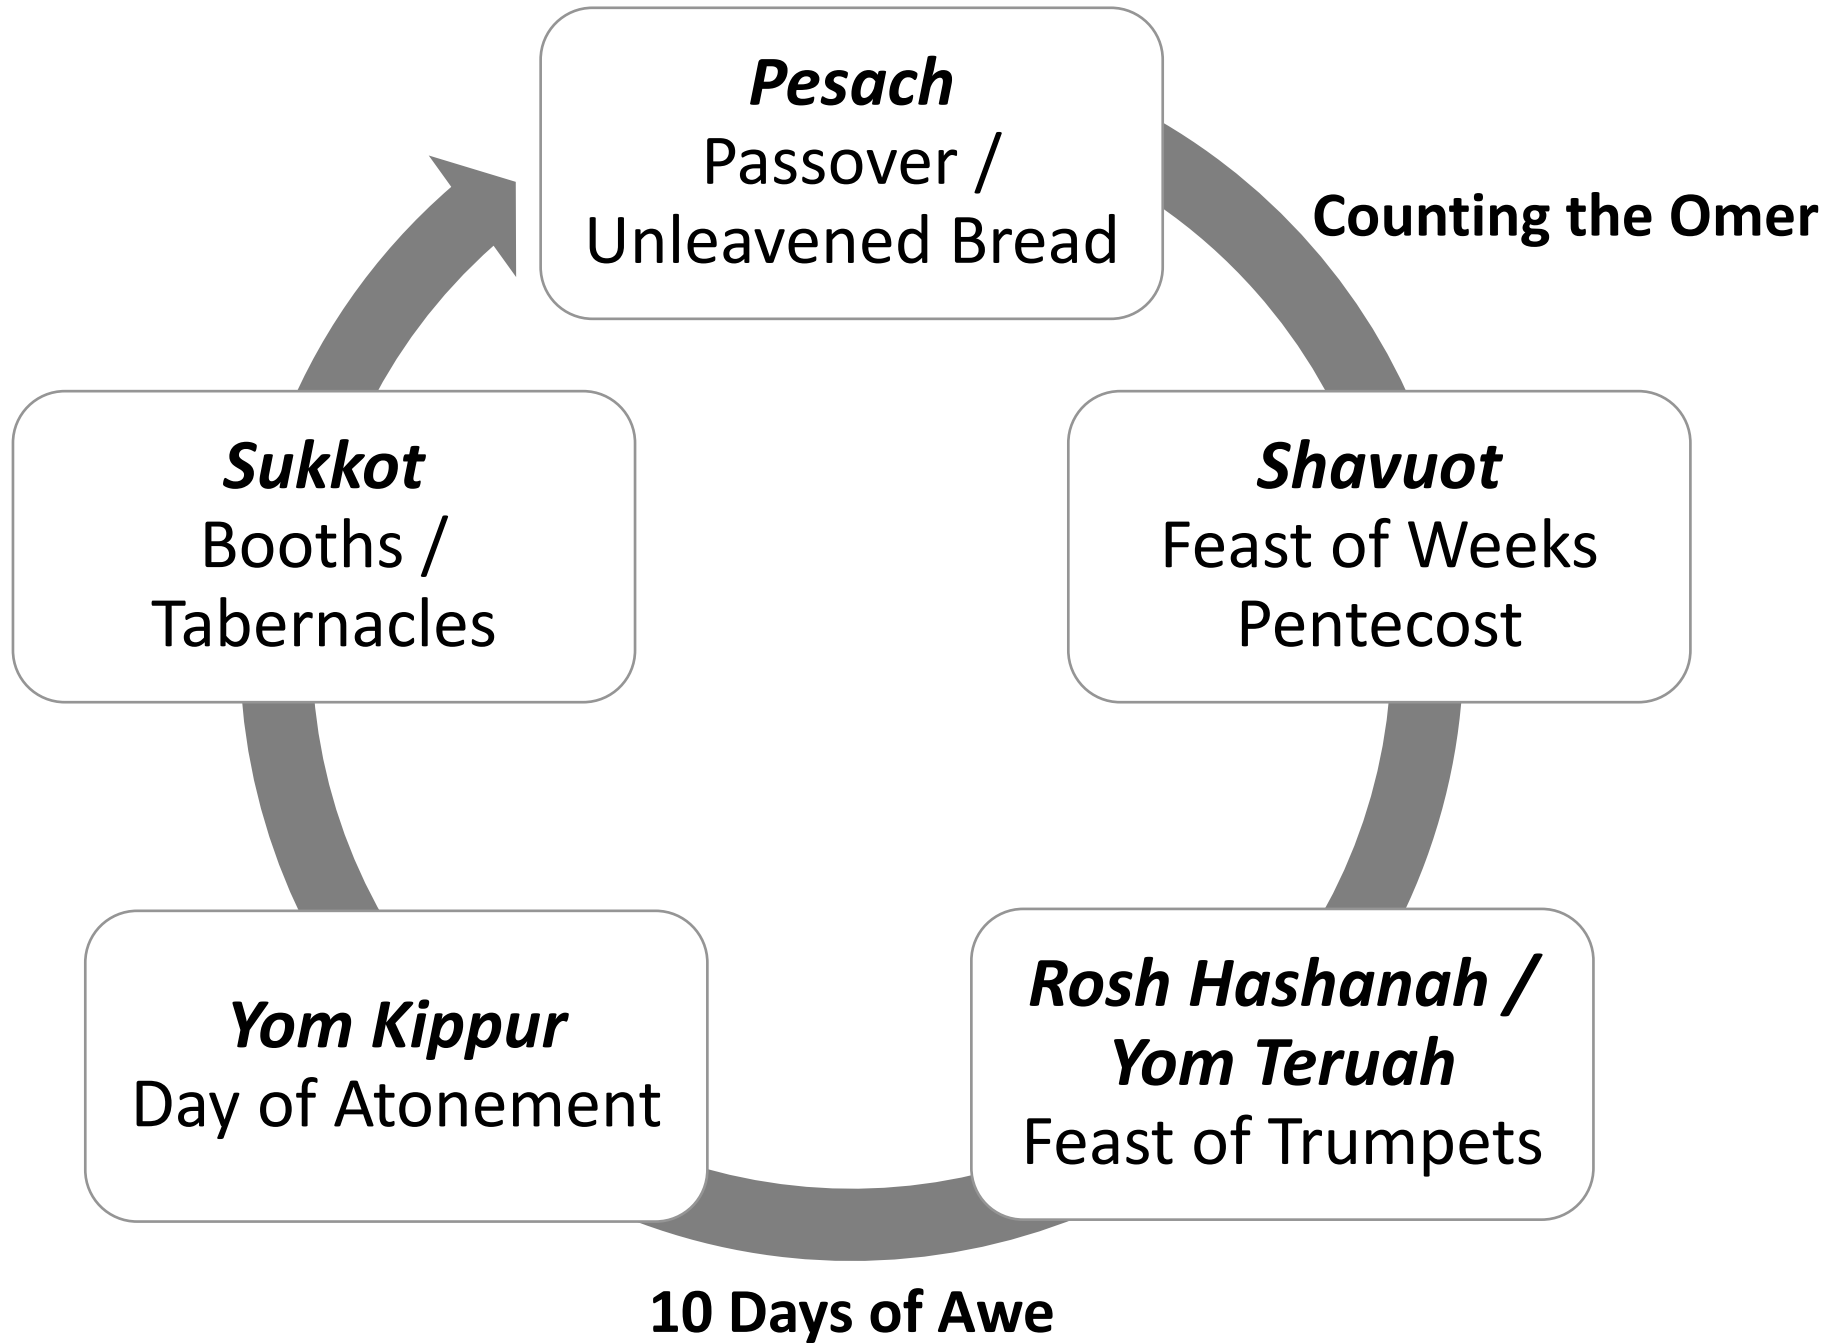 Pesach
Passover /
Unleavened Bread
Counting the Omer
Shavuot
Feast of Weeks
Pentecost
Rosh Hashanah /
Yom Teruah
Feast of Trumpets
10 Days of Awe
Yom Kippur
Day of Atonement
Sukkot
Booths /
Tabernacles